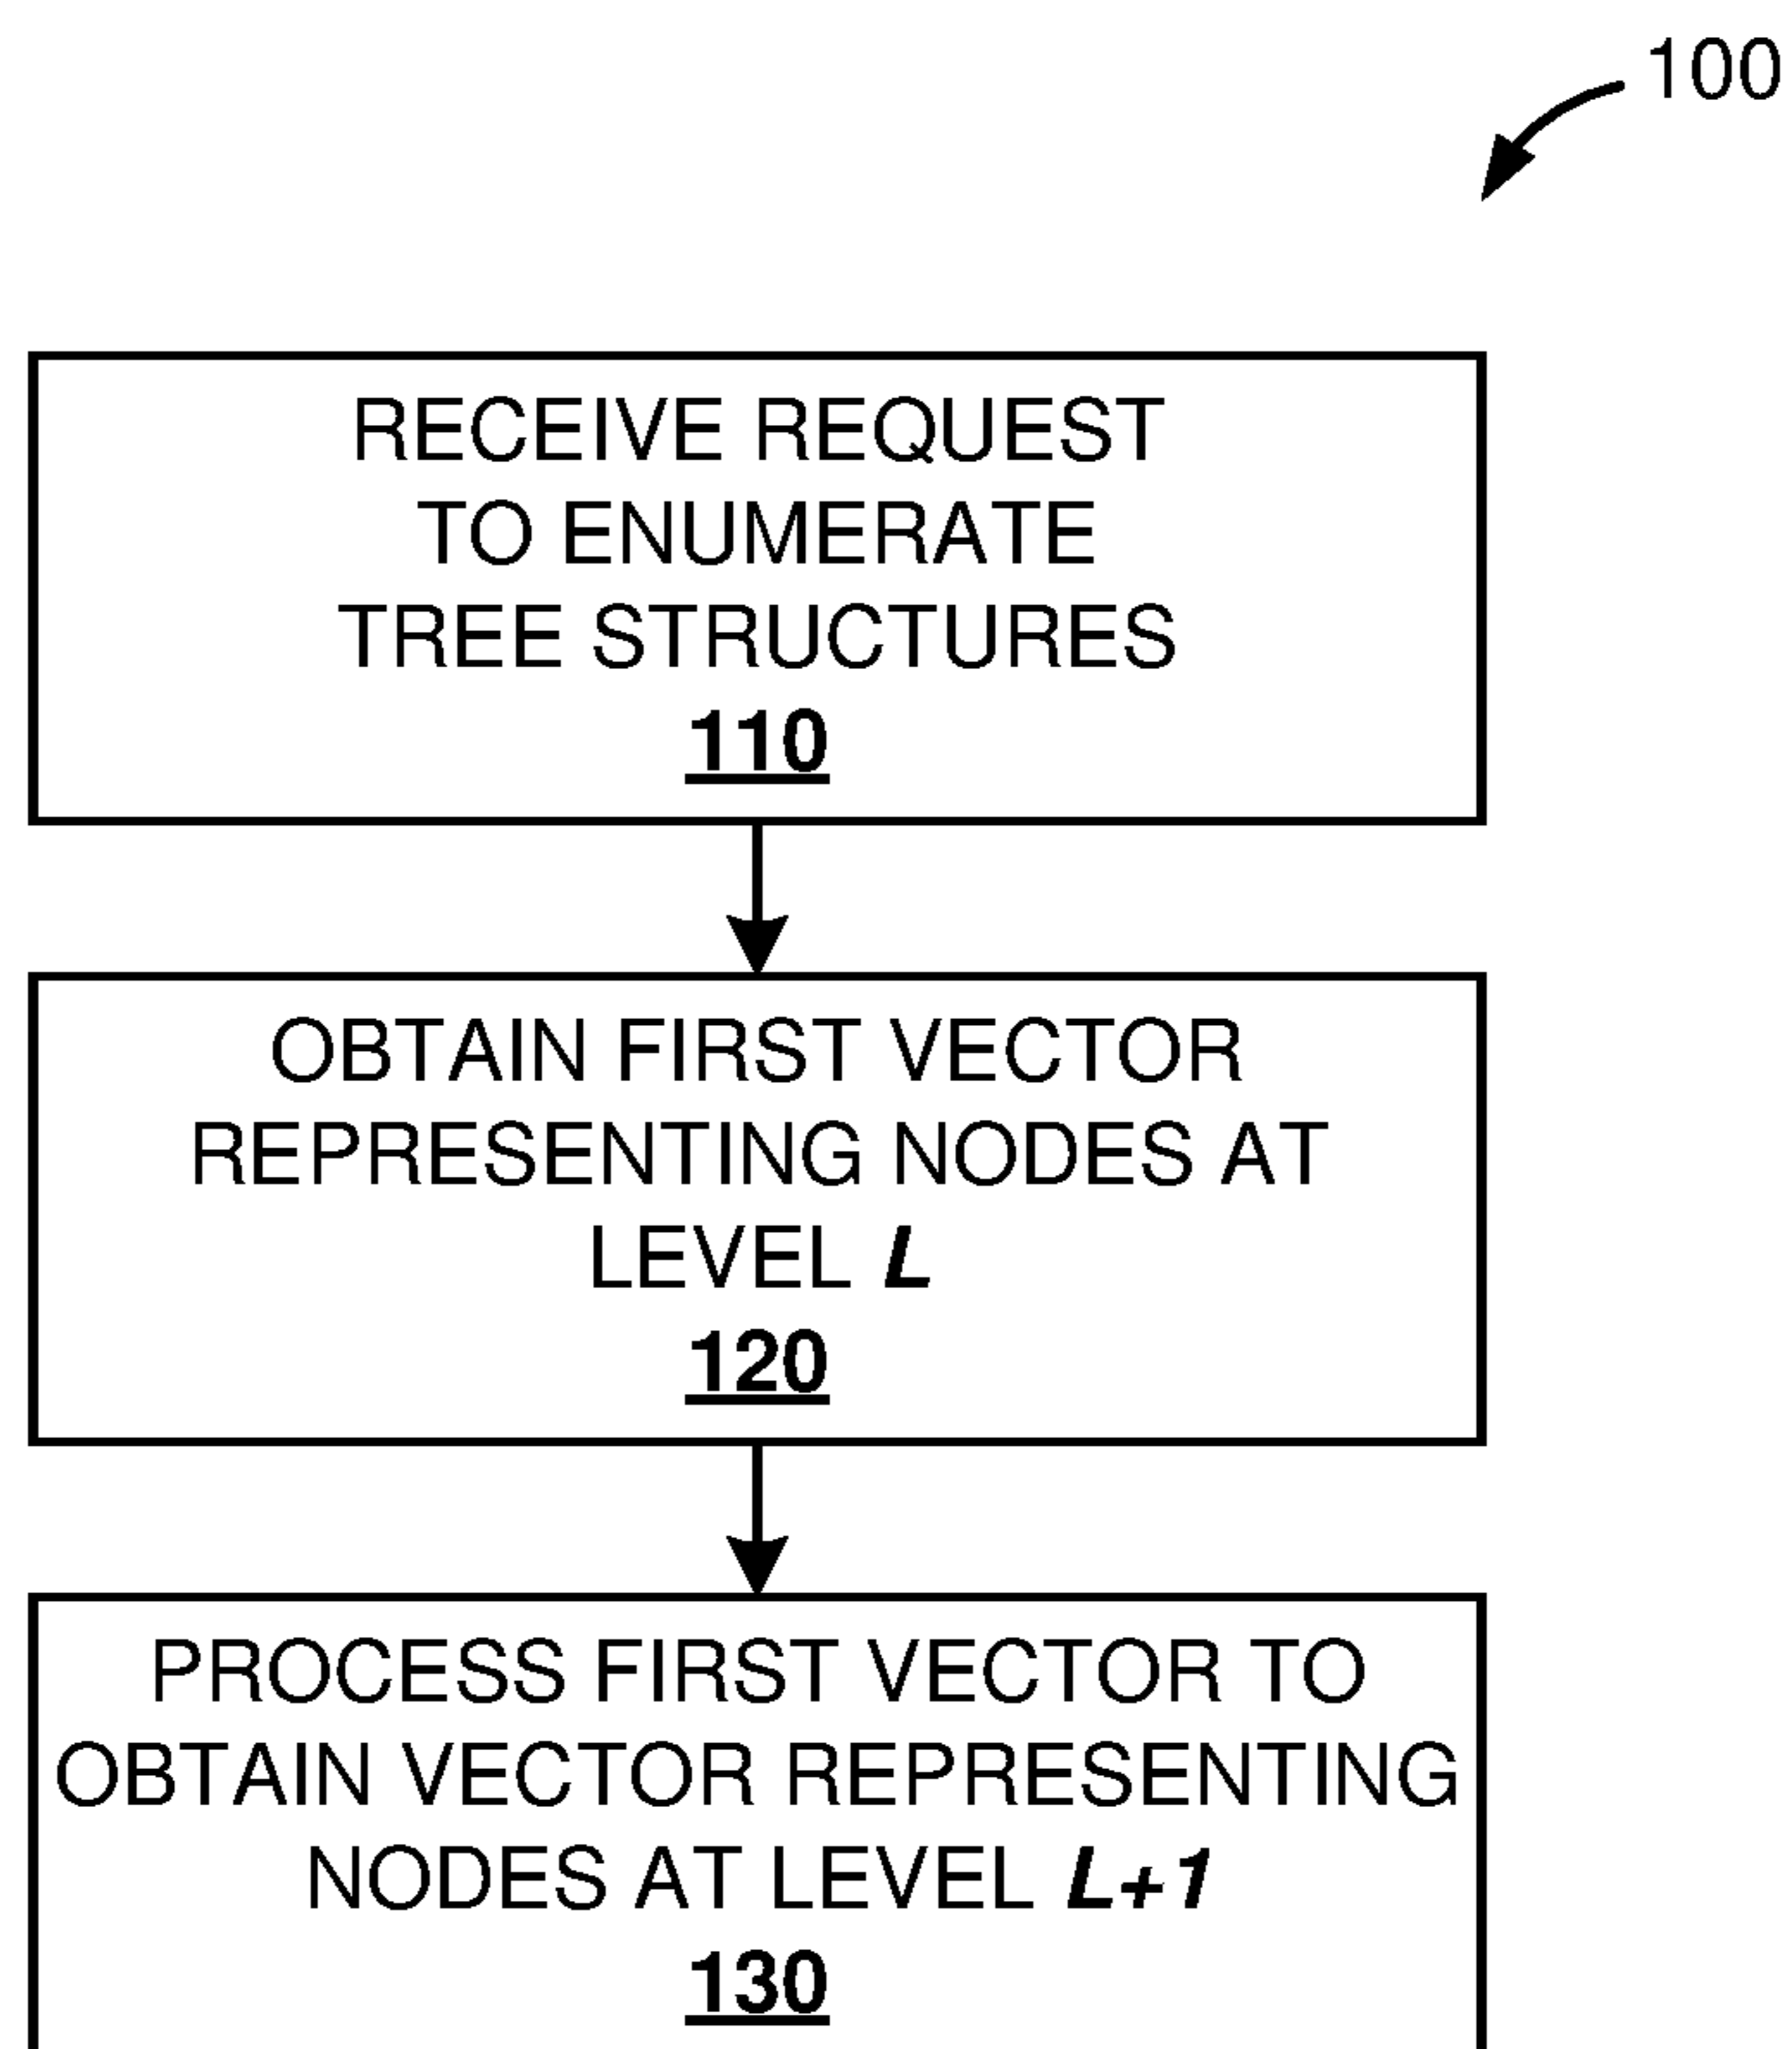 100
RECEIVE REQUEST
TO ENUMERATE
TREE STRUCTURES
110
OBTAIN FIRST VECTOR
REPRESENTING NODES AT
LEVEL L
120
PROCESS FIRST VECTOR TO
OBTAIN VECTOR REPRESENTING
NODES AT LEVEL L+1
130